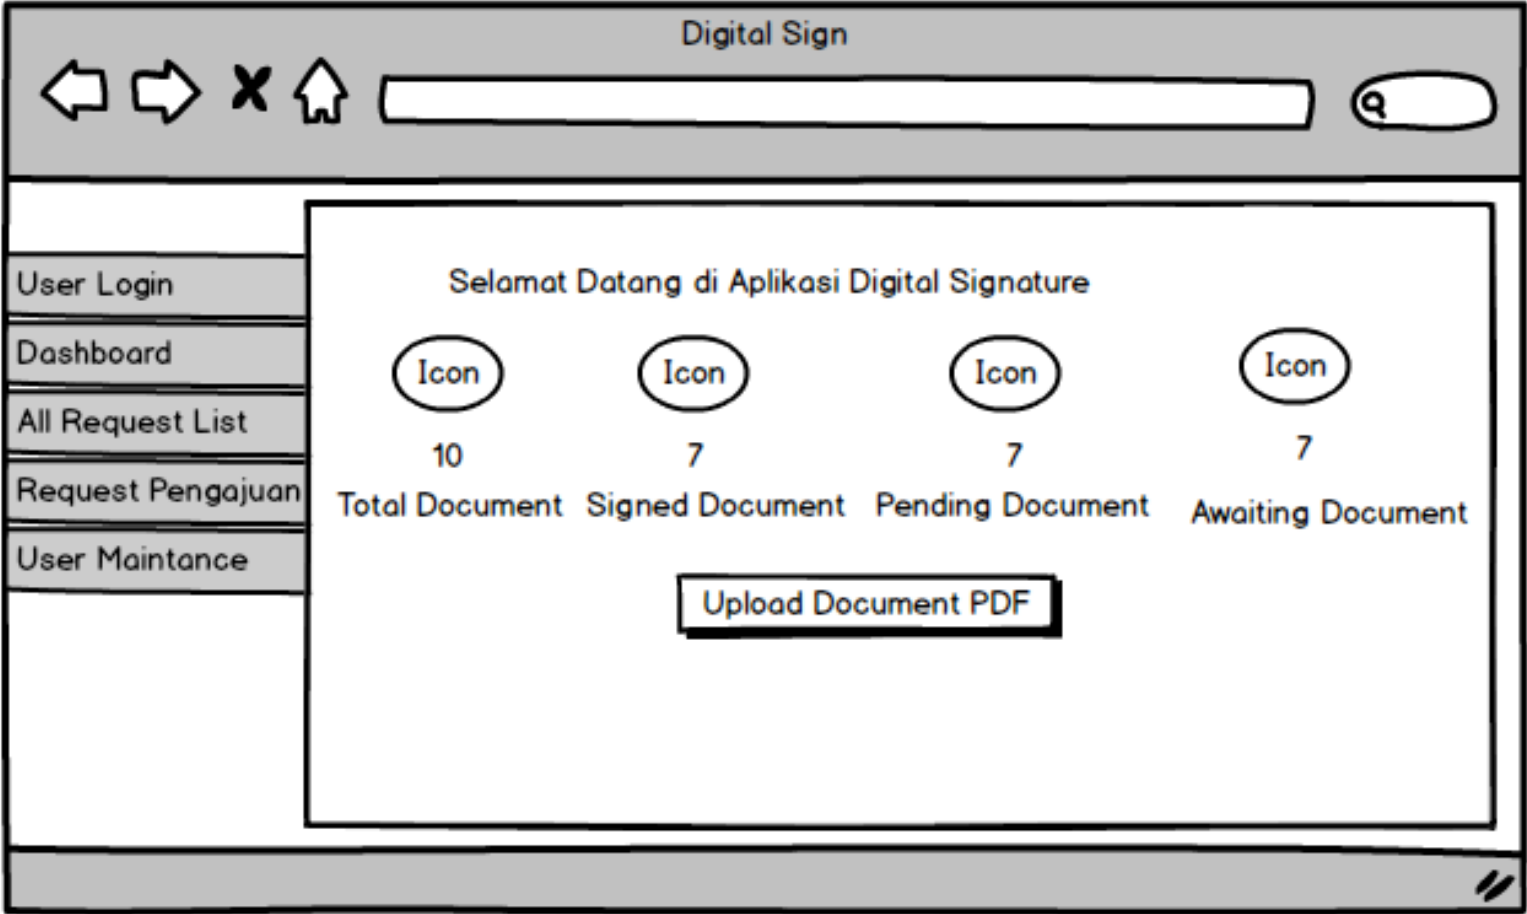 Digital Sign
User Login
Dashboard
All Request List
Request Pengajuan
User Maintance
Selamat Datang di Aplikasi Digital Signature
Icon Icon Icon Icon
10 7 7 7
Total Document Signed Document Pending Document Awaiting Document
Upload Document PDF